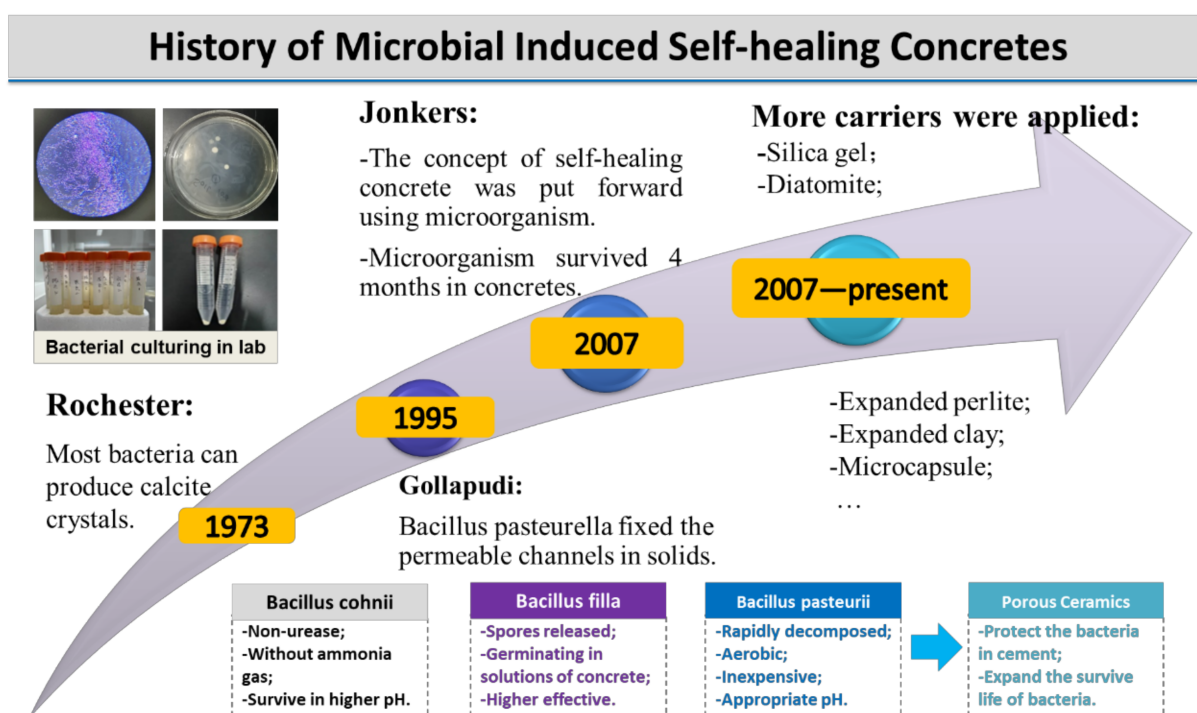 History of Microbial Induced Self-healing Concretes
Bacterial culturing in lab
Rochester:
Most bacteria can
produce calcite
crystals.
1973
1995
Gollapudi:
Bacillus pasteurella fixed the
permeable channels in solids.
Jonkers:
-The concept of self-healing
concrete was put forward
using microorganism.
-Microorganism survived 4
months in concretes.
2007
More carriers were applied:
-Silica gel;
-Diatomite;
2007—present
-Expanded perlite;
-Expanded clay;
-Microcapsule;
…
Bacillus cohnii
-Non-urease;
-Without ammonia
gas;
-Survive in higher pH.
Bacillus filla
-Spores released;
-Germinating in
solutions of concrete;
-Higher effective.
Bacillus pasteurii
-Rapidly decomposed;
-Aerobic;
-Inexpensive;
-Appropriate pH.
Porous Ceramics
-Protect the bacteria
in cement;
-Expand the survive
life of bacteria.